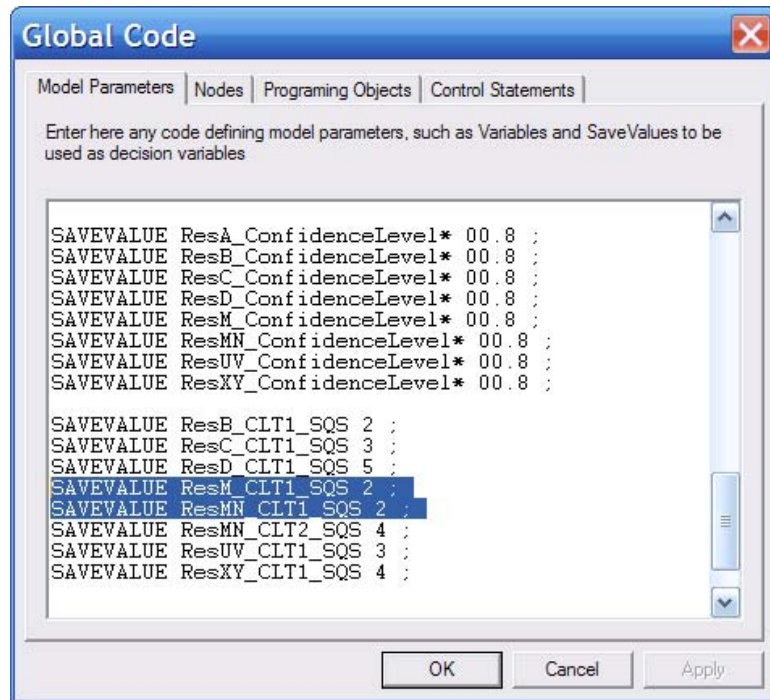 Global Code
Model Parameters Nodes Programing Objects Control Statements
Enter here any code defining model parameters, such as Variables and SaveValues to be
used as decision variables
SAVEVALUE ResA_ConfidenceLevel* 00.8 ;
SAVEVALUE ResB_ConfidenceLevel* 00.8 ;
SAVEVALUE ResC_ConfidenceLevel* 00.8 ;
SAVEVALUE ResD_ConfidenceLevel* 00.8 ;
SAVEVALUE ResM_ConfidenceLevel* 00.8 ;
SAVEVALUE ResMN_ConfidenceLevel* 00.8 ;
SAVEVALUE ResUV_ConfidenceLevel* 00.8 ;
SAVEVALUE ResXY_ConfidenceLevel* 00.8 ;
SAVEVALUE ResB_CLT1_SQS 2 ;
SAVEVALUE ResC_CLT1_SQS 3 ;
SAVEVALUE ResD_CLT1_SQS 5 ;
SAVEVALUE ResM_CLT1_SQS 2 ;
SAVEVALUE ResMN_CLT1_SQS 2 ;
SAVEVALUE ResMN_CLT2_SQS 4 ;
SAVEVALUE ResUV_CLT1_SQS 3 ;
SAVEVALUE ResXY_CLT1_SQS 4 ;
OK Cancel Apply